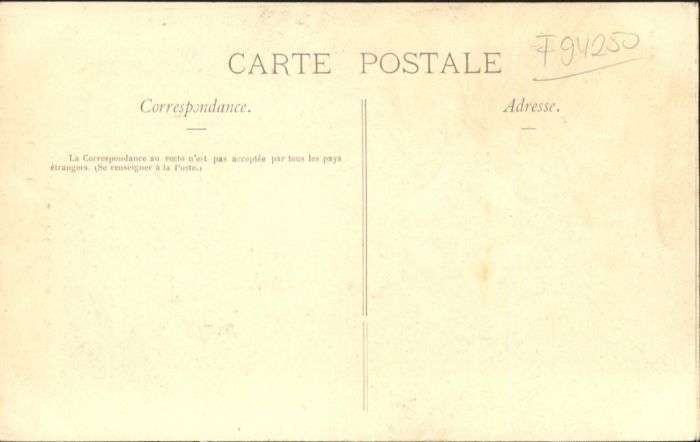 CARTE POSTALE
F94250
Correspondance.
Adresse.
La Correspondance au recto n'est pas acceptée par tous les pays
étrangers. (Se renseigner à la Poste.)